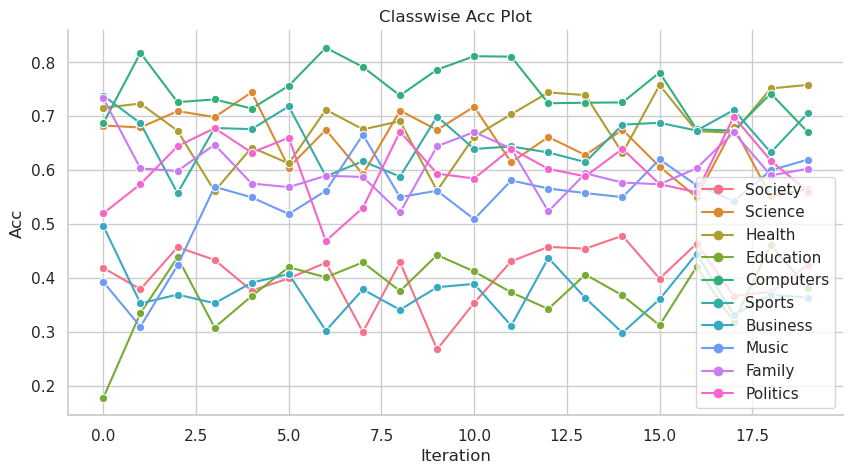 Classwise Acc Plot
Acc
0.8
0.7
0.6
0.5
0.4
0.3
0.2
0.0 2.5 5.0 7.5 10.0 12.5 15.0 17.5
Iteration
Society
Science
Health
Education
Computers
Sports
Business
Music
Family
Politics